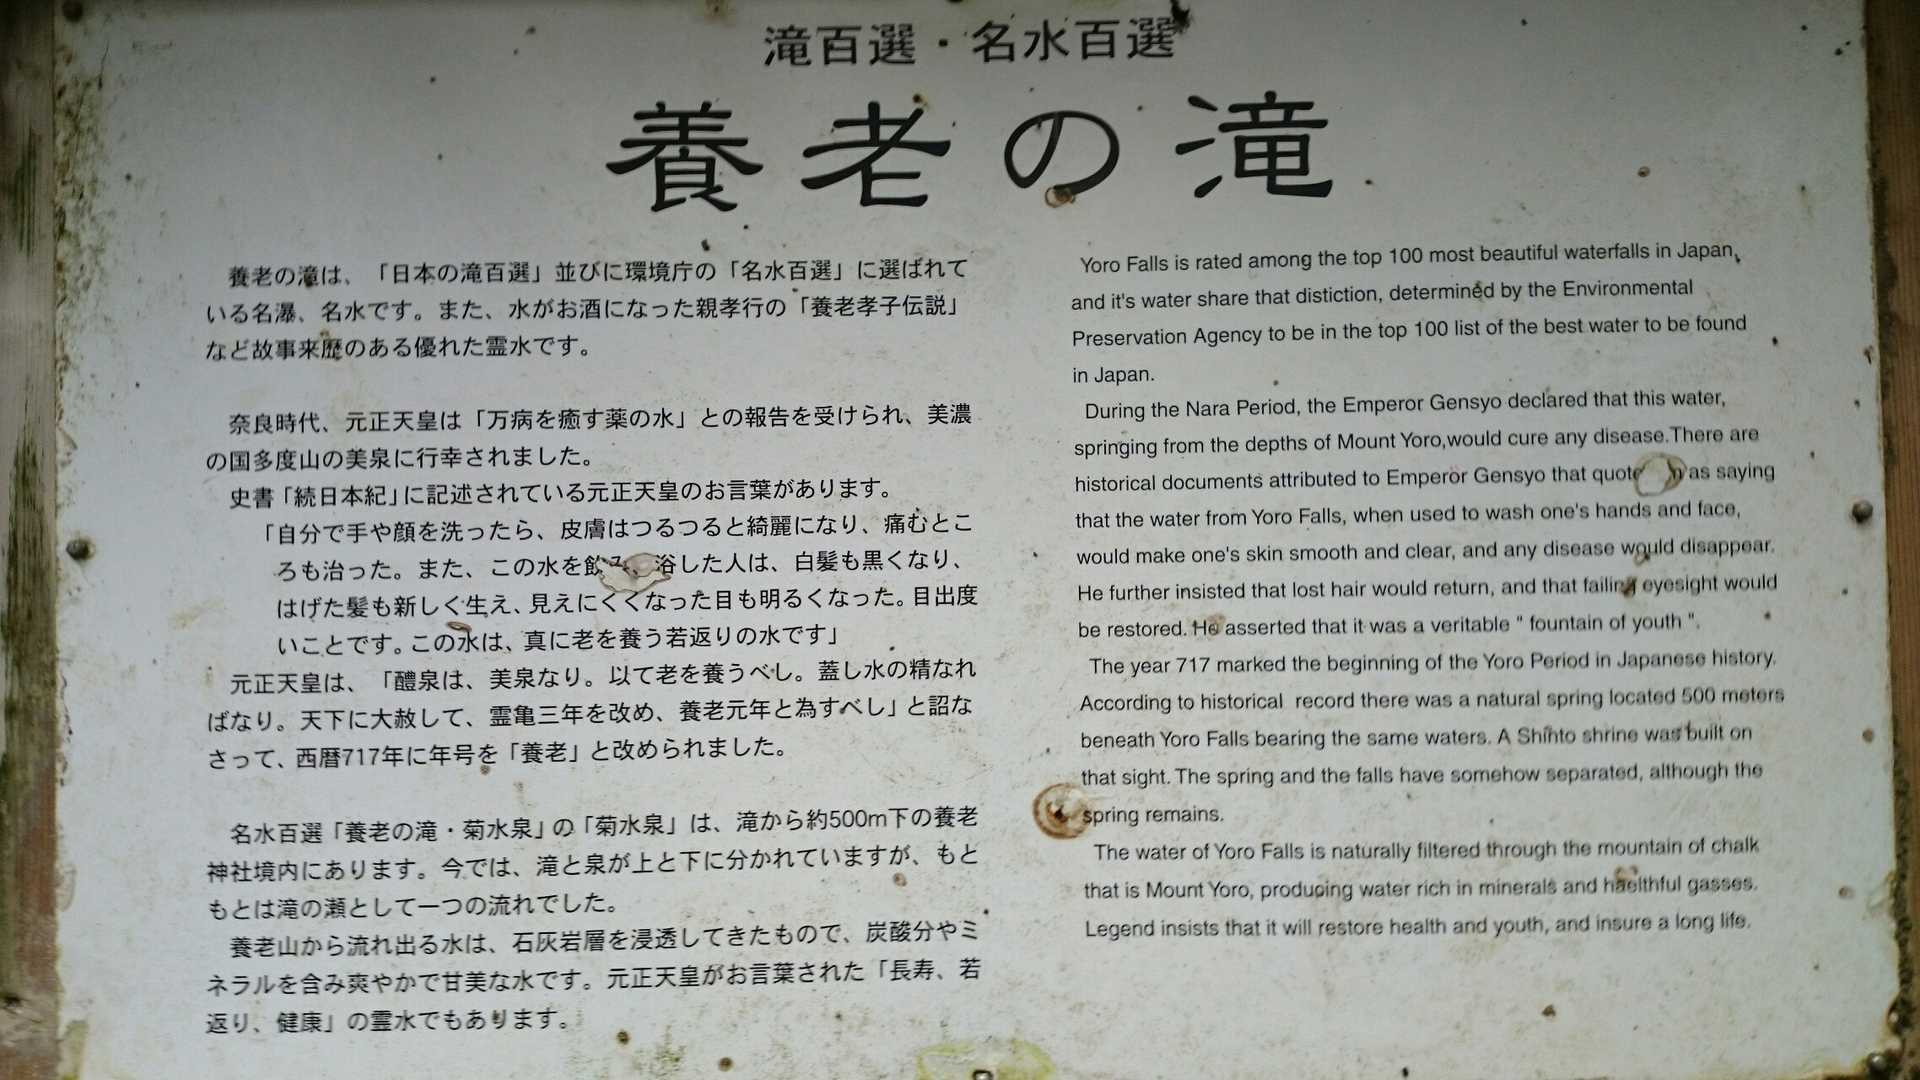 滝百選・名水百選
養老の滝
養老の滝は、「日本の滝百選」並びに環境庁の「名水百選」に選ばれて
いる名瀑、名水です。また、水がお酒になった親孝行の「養老孝子伝説」
など故事来歴のある優れた霊水です。
奈良時代、元正天皇は「万病を癒す薬の水」との報告を受けられ、美濃
の国多度山の美泉に行幸されました。
史書「続日本紀」に記述されている元正天皇のお言葉があります。
「自分で手や顔を洗ったら、皮膚はつるつると綺麗になり、痛むとこ
ろも治った。また、この水を飲み、浴した人は、白髪も黒くなり、
はげた髪も新しく生え、見えにくくなった目も明るくなった。目出度
いことです。この水は、真に老を養う若返りの水です」
元正天皇は、「醴泉は、美泉なり。以て老を養うべし。蓋し水の精なれ
ばなり。天下に大赦して、霊亀三年を改め、養老元年と為すべし」と詔な
さって、西暦717年に年号を「養老」と改められました。
名水百選「養老の滝・菊水泉」の「菊水泉」は、滝から約500m下の養老
神社境内にあります。今では、滝と泉が上と下に分かれていますが、もと
もとは滝の瀬として一つの流れでした。
養老山から流れ出る水は、石灰岩層を浸透してきたもので、炭酸分やミ
ネラルを含み爽やかで甘美な水です。元正天皇がお言葉された「長寿、若
返り、健康」の霊水でもあります。
Yoro Falls is rated among the top 100 most beautiful waterfalls in Japan,
and it's water share that distiction, determined by the Environmental
Preservation Agency to be in the top 100 list of the best water to be found
in Japan.
During the Nara Period, the Emperor Gensyo declared that this water,
springing from the depths of Mount Yoro,would cure any disease.There are
historical documents attributed to Emperor Gensyo that quote as saying
that the water from Yoro Falls, when used to wash one's hands and face,
would make one's skin smooth and clear, and any disease would disappear.
He further insisted that lost hair would return, and that failing eyesight would
be restored. He asserted that it was a veritable " fountain of youth ".
The year 717 marked the beginning of the Yoro Period in Japanese history.
According to historical record there was a natural spring located 500 meters
beneath Yoro Falls bearing the same waters. A Shinto shrine was built on
that sight. The spring and the falls have somehow separated, although the
spring remains.
The water of Yoro Falls is naturally filtered through the mountain of chalk
that is Mount Yoro, producing water rich in minerals and haelthful gasses.
Legend insists that it will restore health and youth, and insure a long life.